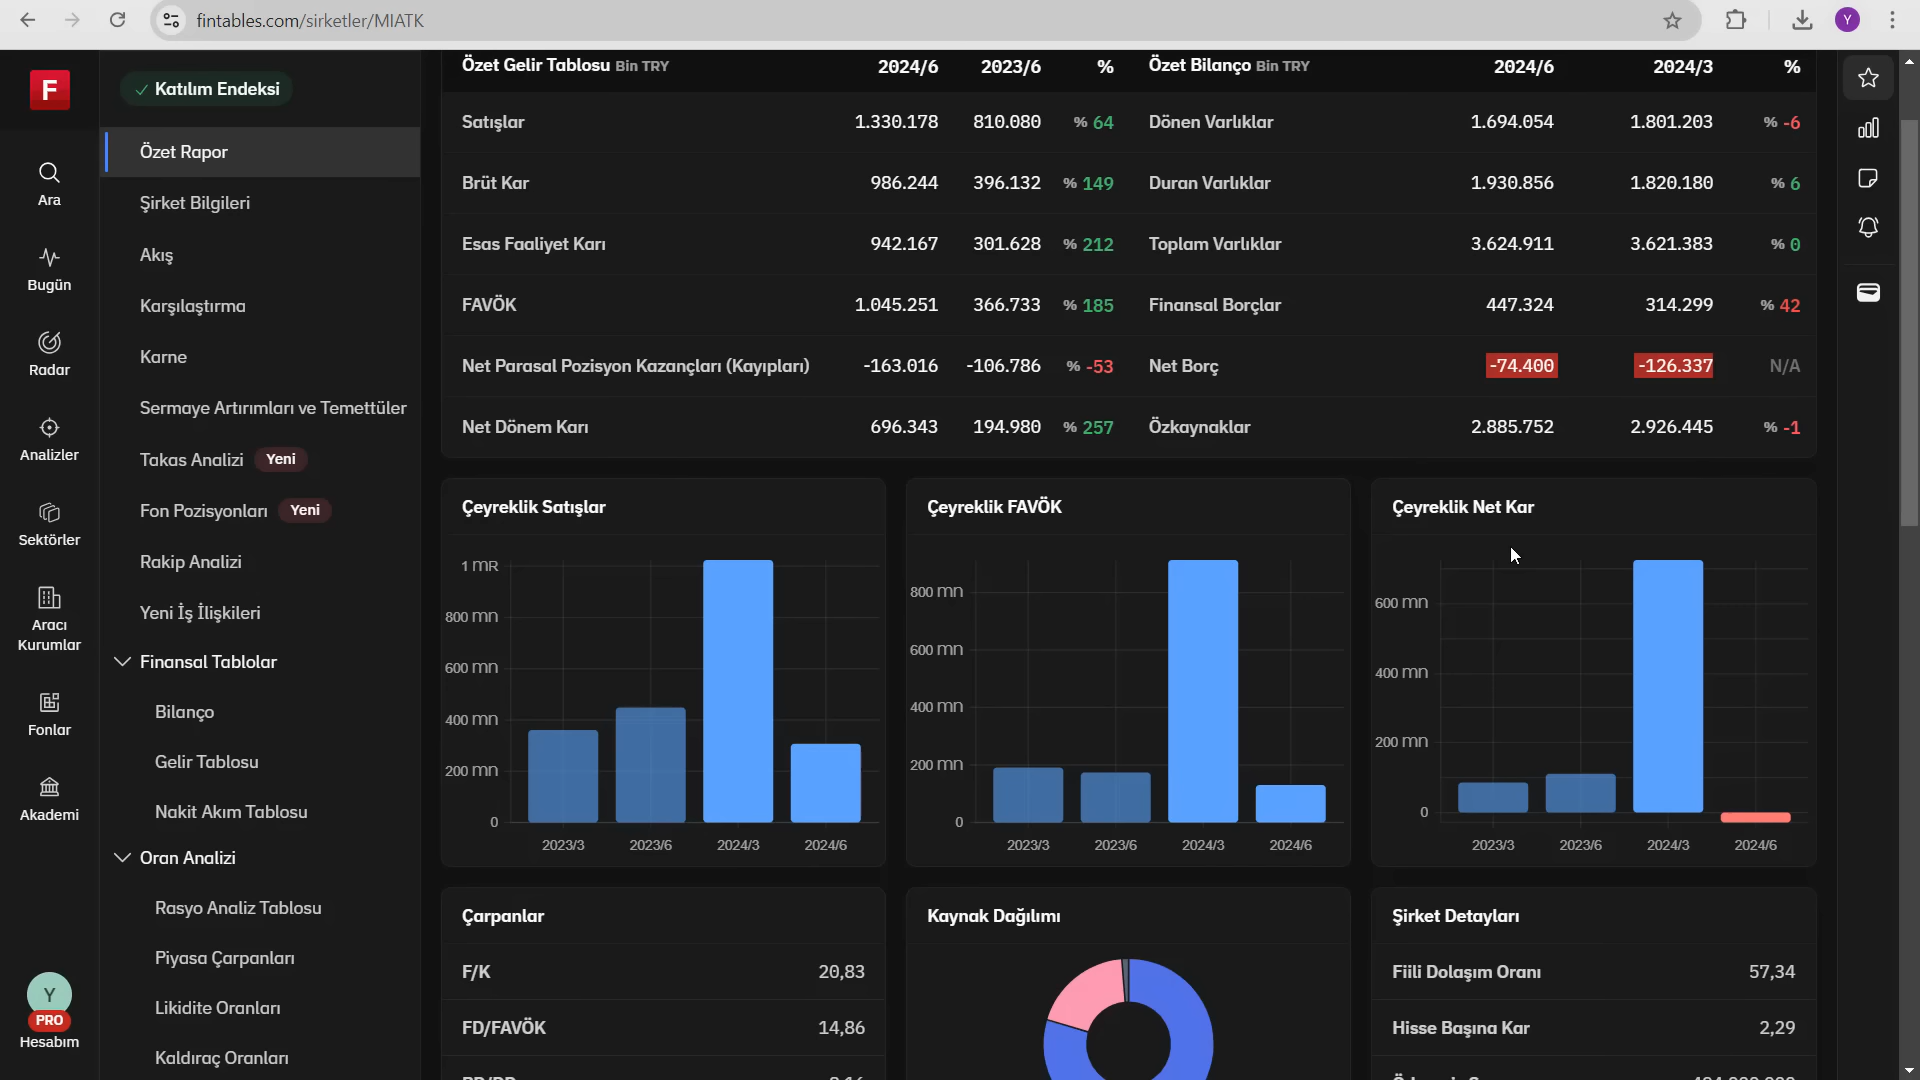 fintables.com/sirketler/MIATK
Y
F
Ara
Bugün
Radar
Analizler
Sektörler
Aracı
Kurumlar
Fonlar
Akademi
Y
PRO
Hesabım
Katılım Endeksi
Özet Rapor
Şirket Bilgileri
Akış
Karşılaştırma
Karne
Sermaye Artırımları ve Temettüler
Takas Analizi Yeni
Fon Pozisyonları Yeni
Rakip Analizi
Yeni İş İlişkileri
Finansal Tablolar
Bilanço
Gelir Tablosu
Nakit Akım Tablosu
Oran Analizi
Rasyo Analiz Tablosu
Piyasa Çarpanları
Likidite Oranları
Kaldıraç Oranları
Özet Gelir Tablosu Bin TRY 2024/6 2023/6 %
Satışlar 1.330.178 810.080 % 64
Brüt Kar 986.244 396.132 % 149
Esas Faaliyet Karı 942.167 301.628 % 212
FAVÖK 1.045.251 366.733 % 185
Net Parasal Pozisyon Kazançları (Kayıpları) -163.016 -106.786 % -53
Net Dönem Karı 696.343 194.980 % 257
Özet Bilanço Bin TRY 2024/6 2024/3 %
Dönen Varlıklar 1.694.054 1.801.203 % -6
Duran Varlıklar 1.930.856 1.820.180 % 6
Toplam Varlıklar 3.624.911 3.621.383 % 0
Finansal Borçlar 447.324 314.299 % 42
Net Borç -74.400 -126.337 N/A
Özkaynaklar 2.885.752 2.926.445 % -1
Çeyreklik Satışlar
1 mR
800 mn
600 mn
400 mn
200 mn
0
2023/3 2023/6 2024/3 2024/6
Çeyreklik FAVÖK
800 mn
600 mn
400 mn
200 mn
0
2023/3 2023/6 2024/3 2024/6
Çeyreklik Net Kar
600 mn
400 mn
200 mn
0
2023/3 2023/6 2024/3 2024/6
Çarpanlar
F/K 20,83
FD/FAVÖK 14,86
Kaynak Dağılımı
Şirket Detayları
Fiili Dolaşım Oranı 57,34
Hisse Başına Kar 2,29